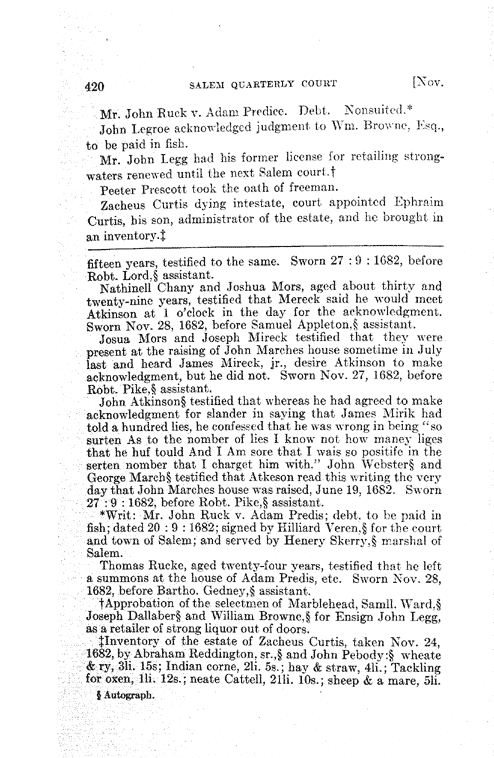 420 SALEM QUARTERLY COURT [Nov.
Mr. John Ruck v. Adam Predice. Debt. Nonsuited.*
John Legroe acknowledged judgment to Wm. Browne, Esq.,
to be paid in fish.
Mr. John Legg had his former license for retailing strong-
waters renewed until the next Salem court.†
Peeter Prescott took the oath of freeman.
Zacheus Curtis dying intestate, court appointed Ephraim
Curtis, his son, administrator of the estate, and he brought in
an inventory.‡
fifteen years, testified to the same. Sworn 27 : 9 : 1682, before
Robt. Lord,§ assistant.
Nathinell Chany and Joshua Mors, aged about thirty and
twenty-nine years, testified that Mereck said he would meet
Atkinson at 1 o'clock in the day for the acknowledgment.
Sworn Nov. 28, 1682, before Samuel Appleton,§ assistant.
Josua Mors and Joseph Mireck testified that they were
present at the raising of John Marches house sometime in July
last and heard James Mireck, jr., desire Atkinson to make
acknowledgment, but he did not. Sworn Nov. 27, 1682, before
Robt. Pike,§ assistant.
John Atkinson§ testified that whereas he had agreed to make
acknowledgment for slander in saying that James Mirik had
told a hundred lies, he confessed that he was wrong in being "so
surten As to the nomber of lies I know not how maney liges
that he huf tould And I Am sore that I wais so positife in the
serten nomber that I charget him with." John Webster§ and
George March§ testified that Atkeson read this writing the very
day that John Marches house was raised, June 19, 1682. Sworn
27 : 9 : 1682, before Robt. Pike,§ assistant.
*Writ: Mr. John Ruck v. Adam Predis; debt. to be paid in
fish; dated 20 : 9 : 1682; signed by Hilliard Veren,§ for the court
and town of Salem; and served by Henery Skerry,§ marshal of
Salem.
Thomas Rucke, aged twenty-four years, testified that he left
a summons at the house of Adam Predis, etc. Sworn Nov. 28,
1682, before Bartho. Gedney,§ assistant.
†Approbation of the selectmen of Marblehead, Samll. Ward,§
Joseph Dallaber§ and William Browne,§ for Ensign John Legg,
as a retailer of strong liquor out of doors.
‡Inventory of the estate of Zacheus Curtis, taken Nov. 24,
1682, by Abraham Reddington, sr.,§ and John Pebody:§ wheate
& ry, 3li. 15s; Indian corne, 2li. 5s.; hay & straw, 4li.; Tackling
for oxen, 1li. 12s.; neate Cattell, 21li. 10s.; sheep & a mare, 5li.
§ Autograph.